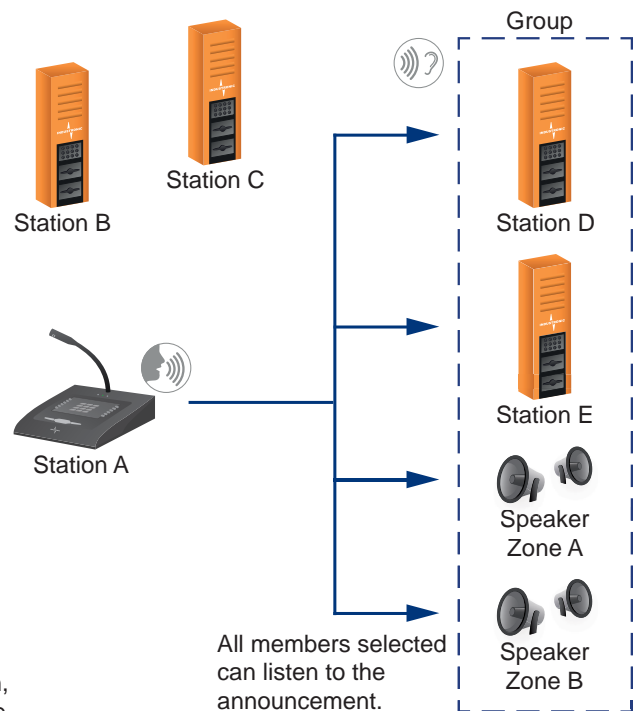 Group
Station C
Station B
Station D
Station E
Station A
Speaker
Zone A
All members selected
can listen to the
announcement.
Speaker
Zone B